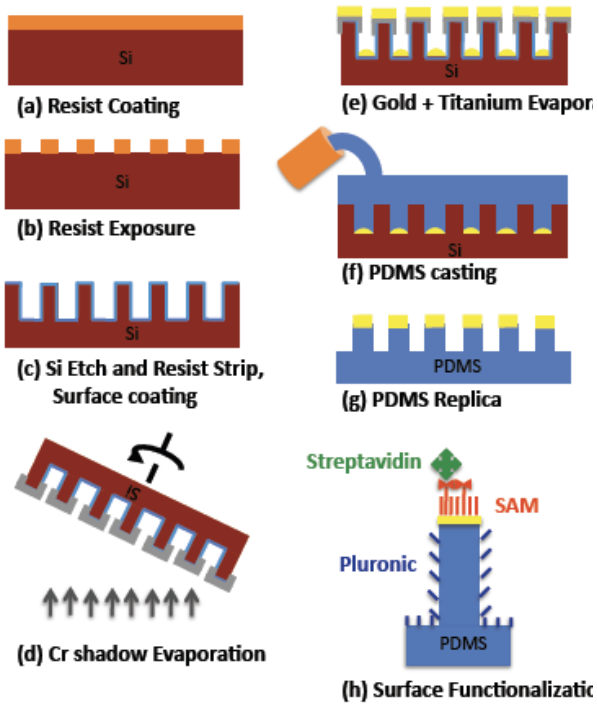 Si
(a) Resist Coating
Si
(b) Resist Exposure
Si
(c) Si Etch and Resist Strip,
Surface coating
Si
(d) Cr shadow Evaporation
Si
(e) Gold + Titanium Evapora
Si
(f) PDMS casting
PDMS
(g) PDMS Replica
Streptavidin
SAM
Pluronic
PDMS
(h) Surface Functionalizatio